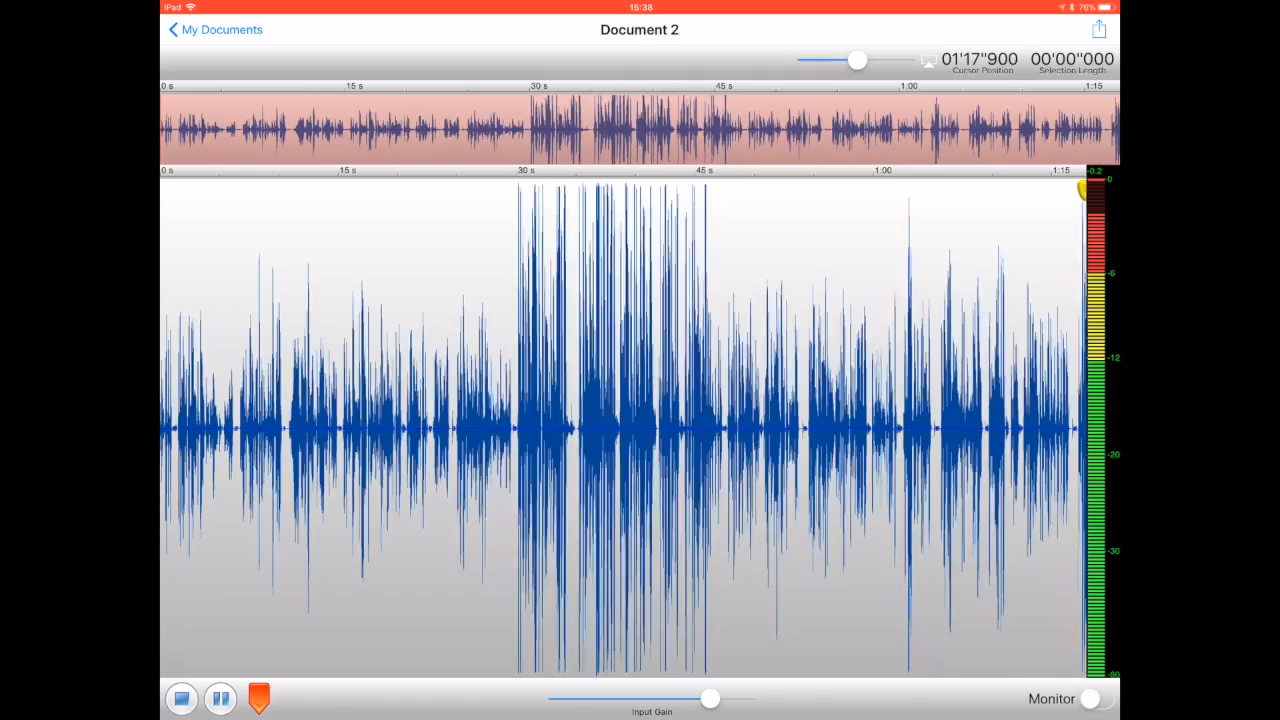 iPad 15:38 76%
My Documents Document 2
01'17"900 00'00"000
Cursor Position Selection Length
0 s 15 s 30 s 45 s 1:00 1:15
0 s 15 s 30 s 45 s 1:00 1:15 -0.2
0
-6
-12
-20
-30
-60
Monitor
Input Gain